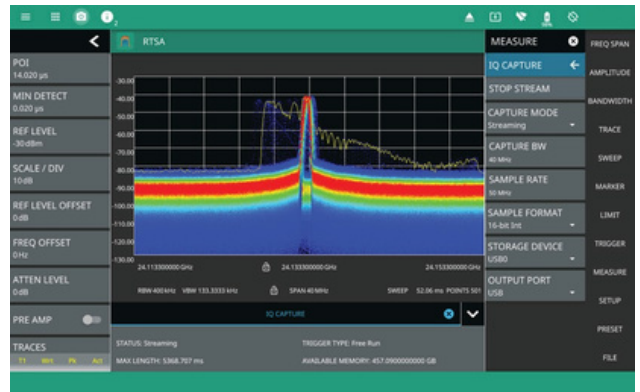 2
50%
RTSA
POI
14.020 µs
MIN DETECT
0.020 µs
REF LEVEL
-30 dBm
SCALE / DIV
10 dB
REF LEVEL OFFSET
0 dB
FREQ OFFSET
0 Hz
ATTEN LEVEL
0 dB
PRE AMP
TRACES
T1 Wrt Pk Act
-30.00
-40.00
-50.00
-60.00
-70.00
-80.00
-90.00
-100.00
-110.00
-120.00
-130.00
24.113300000 GHz 24.133300000 GHz 24.153300000 GHz
RBW 400 kHz VBW 133.3333 kHz SPAN 40 MHz SWEEP 52.06 ms POINTS 501
IQ CAPTURE
STATUS: Streaming TRIGGER TYPE: Free Run
MAX LENGTH: 5368.707 ms AVAILABLE MEMORY: 457.0900000000 GB
MEASURE
IQ CAPTURE
STOP STREAM
CAPTURE MODE
Streaming
CAPTURE BW
40 MHz
SAMPLE RATE
50 MHz
SAMPLE FORMAT
16-bit Int
STORAGE DEVICE
USB0
OUTPUT PORT
USB
FREQ SPAN
AMPLITUDE
BANDWIDTH
TRACE
SWEEP
MARKER
LIMIT
TRIGGER
MEASURE
SETUP
PRESET
FILE